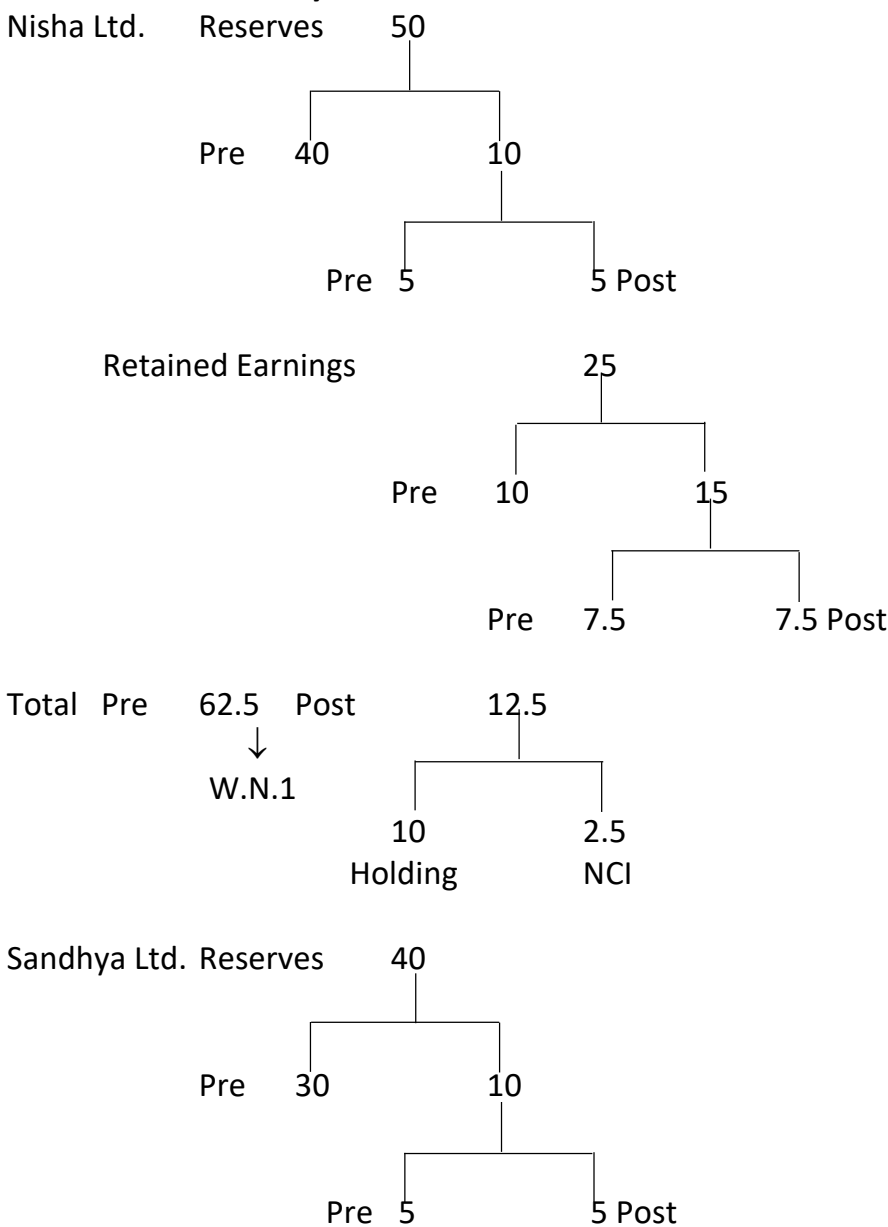 Nisha Ltd. Reserves 50
Pre 40 10
Pre 5 5 Post
Retained Earnings 25
Pre 10 15
Pre 7.5 7.5 Post
Total Pre 62.5 Post 12.5
↓
W.N.1
10 2.5
Holding NCI
Sandhya Ltd. Reserves 40
Pre 30 10
Pre 5 5 Post